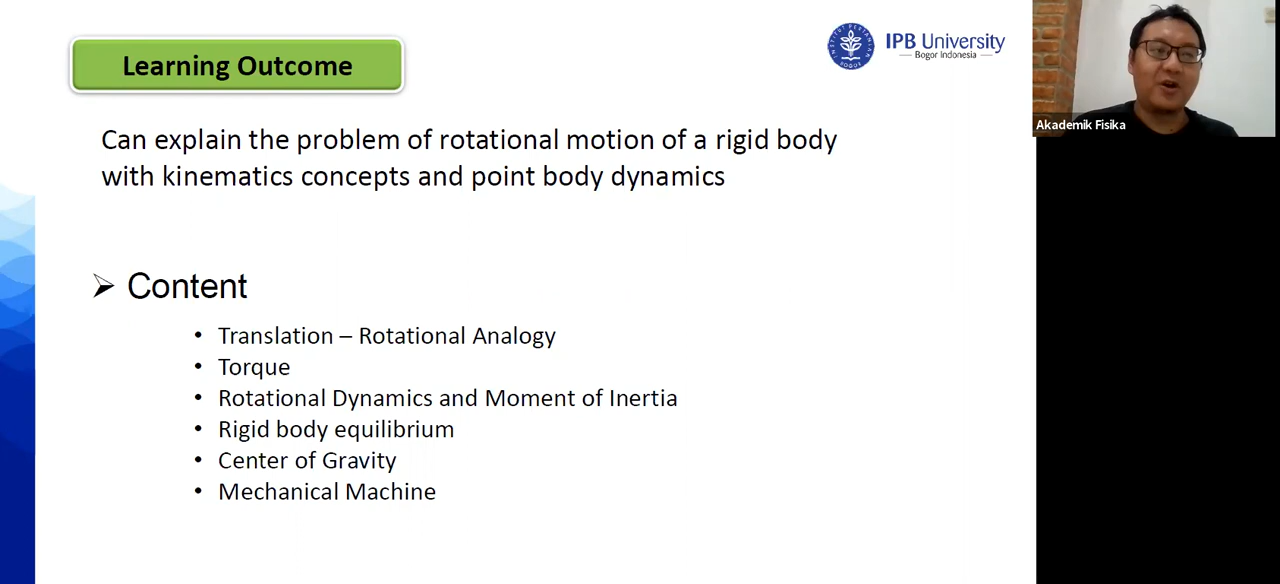 Learning Outcome
IPB University
Bogor Indonesia
Akademik Fisika
Can explain the problem of rotational motion of a rigid body
with kinematics concepts and point body dynamics
➢ Content
• Translation – Rotational Analogy
• Torque
• Rotational Dynamics and Moment of Inertia
• Rigid body equilibrium
• Center of Gravity
• Mechanical Machine